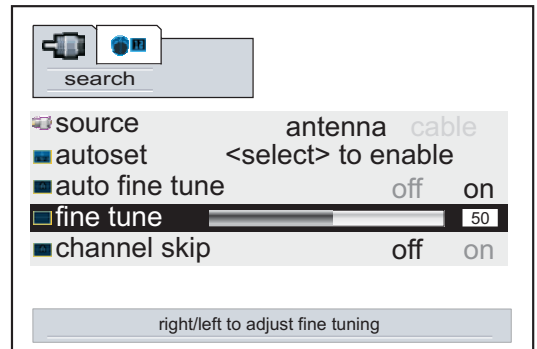 search
source antenna cable
autoset <select> to enable
auto fine tune off on
fine tune 50
channel skip off on
right/left to adjust fine tuning